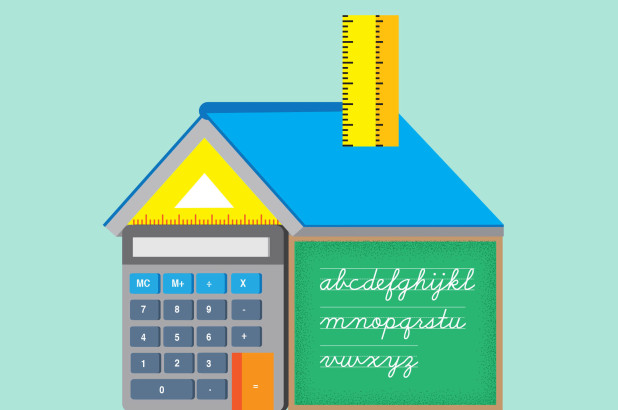 MC M+ ÷ X
7 8 9 -
4 5 6 +
1 2 3
0 . =
abcdefghijkl
mnopqrstu
vwxyz